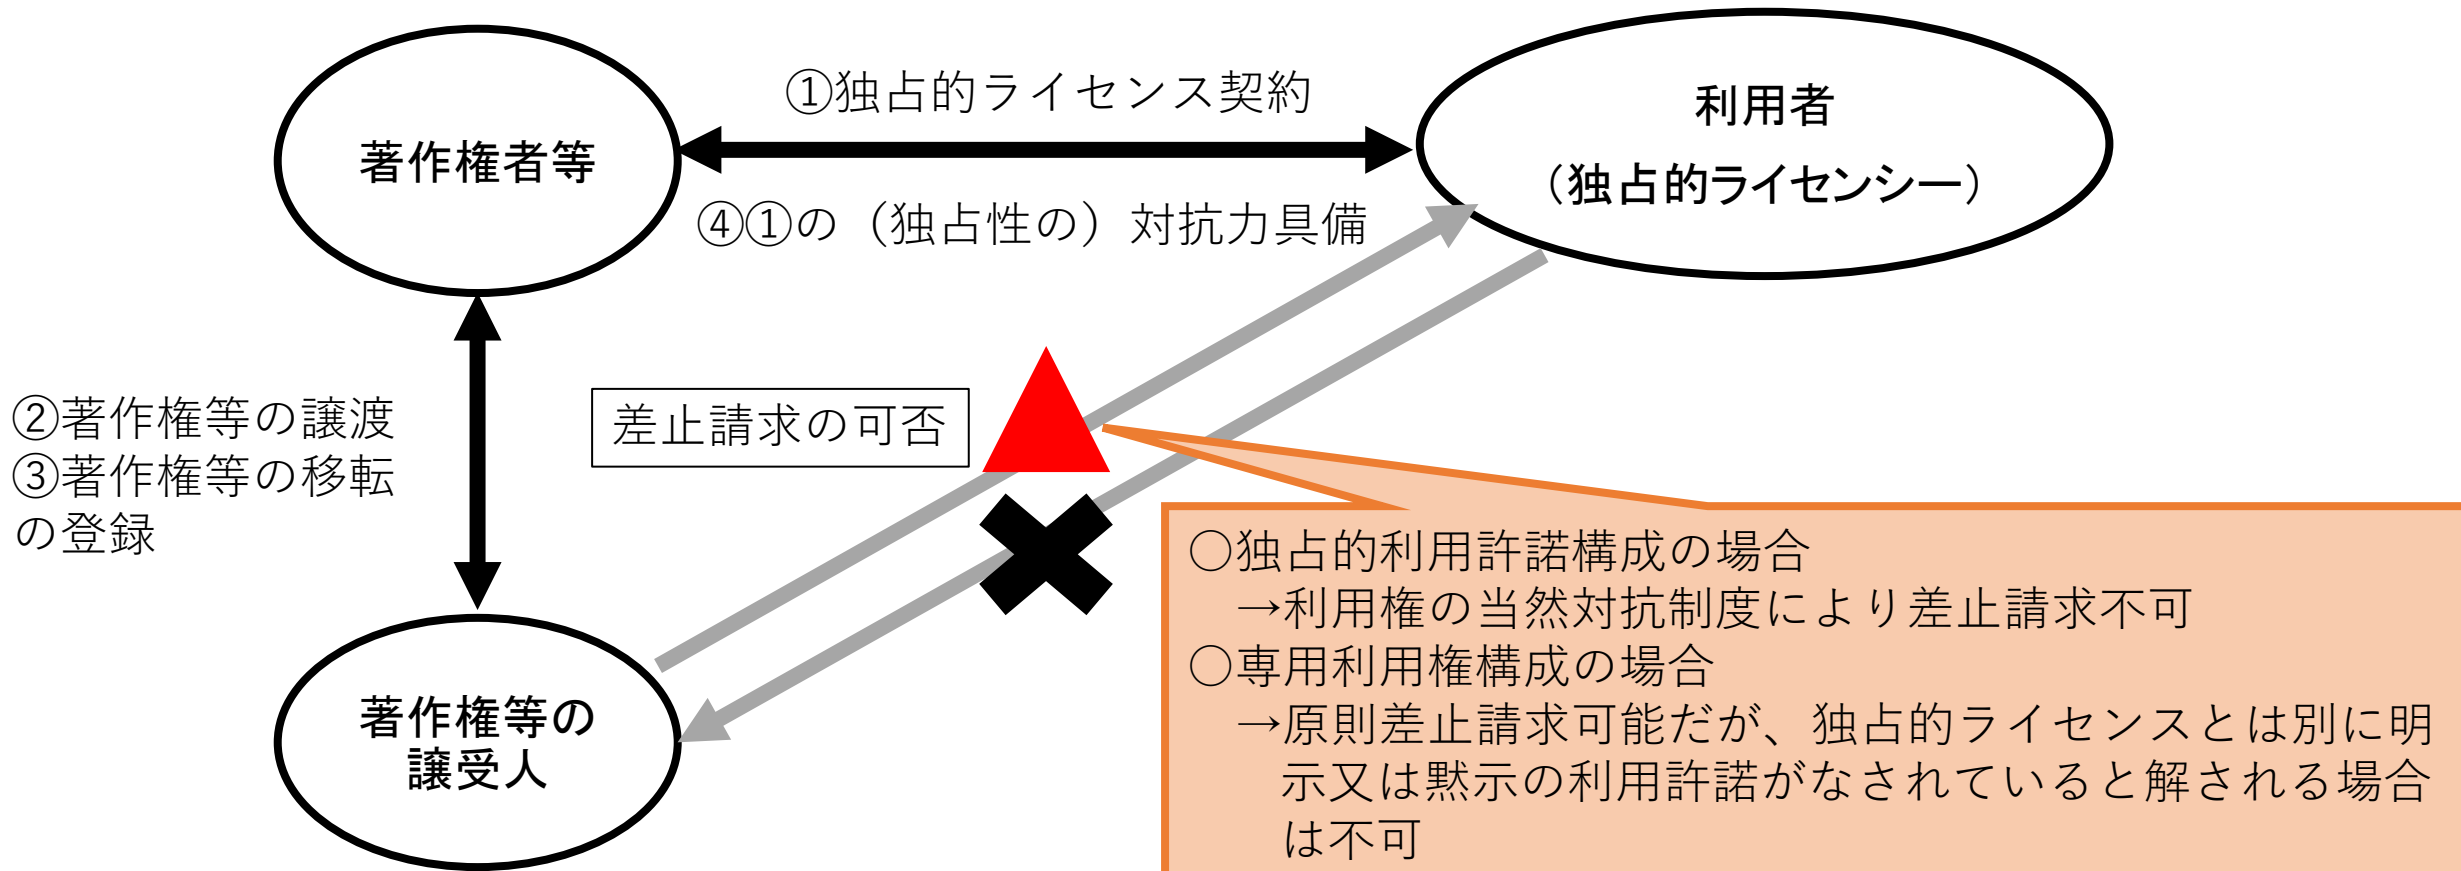 著作権者等
①独占的ライセンス契約
④①の（独占性の）対抗力具備
利用者
（独占的ライセンシー）
②著作権等の譲渡
③著作権等の移転
の登録
差止請求の可否
著作権等の
譲受人
○独占的利用許諾構成の場合
→利用権の当然対抗制度により差止請求不可
○専用利用権構成の場合
→原則差止請求可能だが、独占的ライセンスとは別に明
示又は黙示の利用許諾がなされていると解される場合
は不可